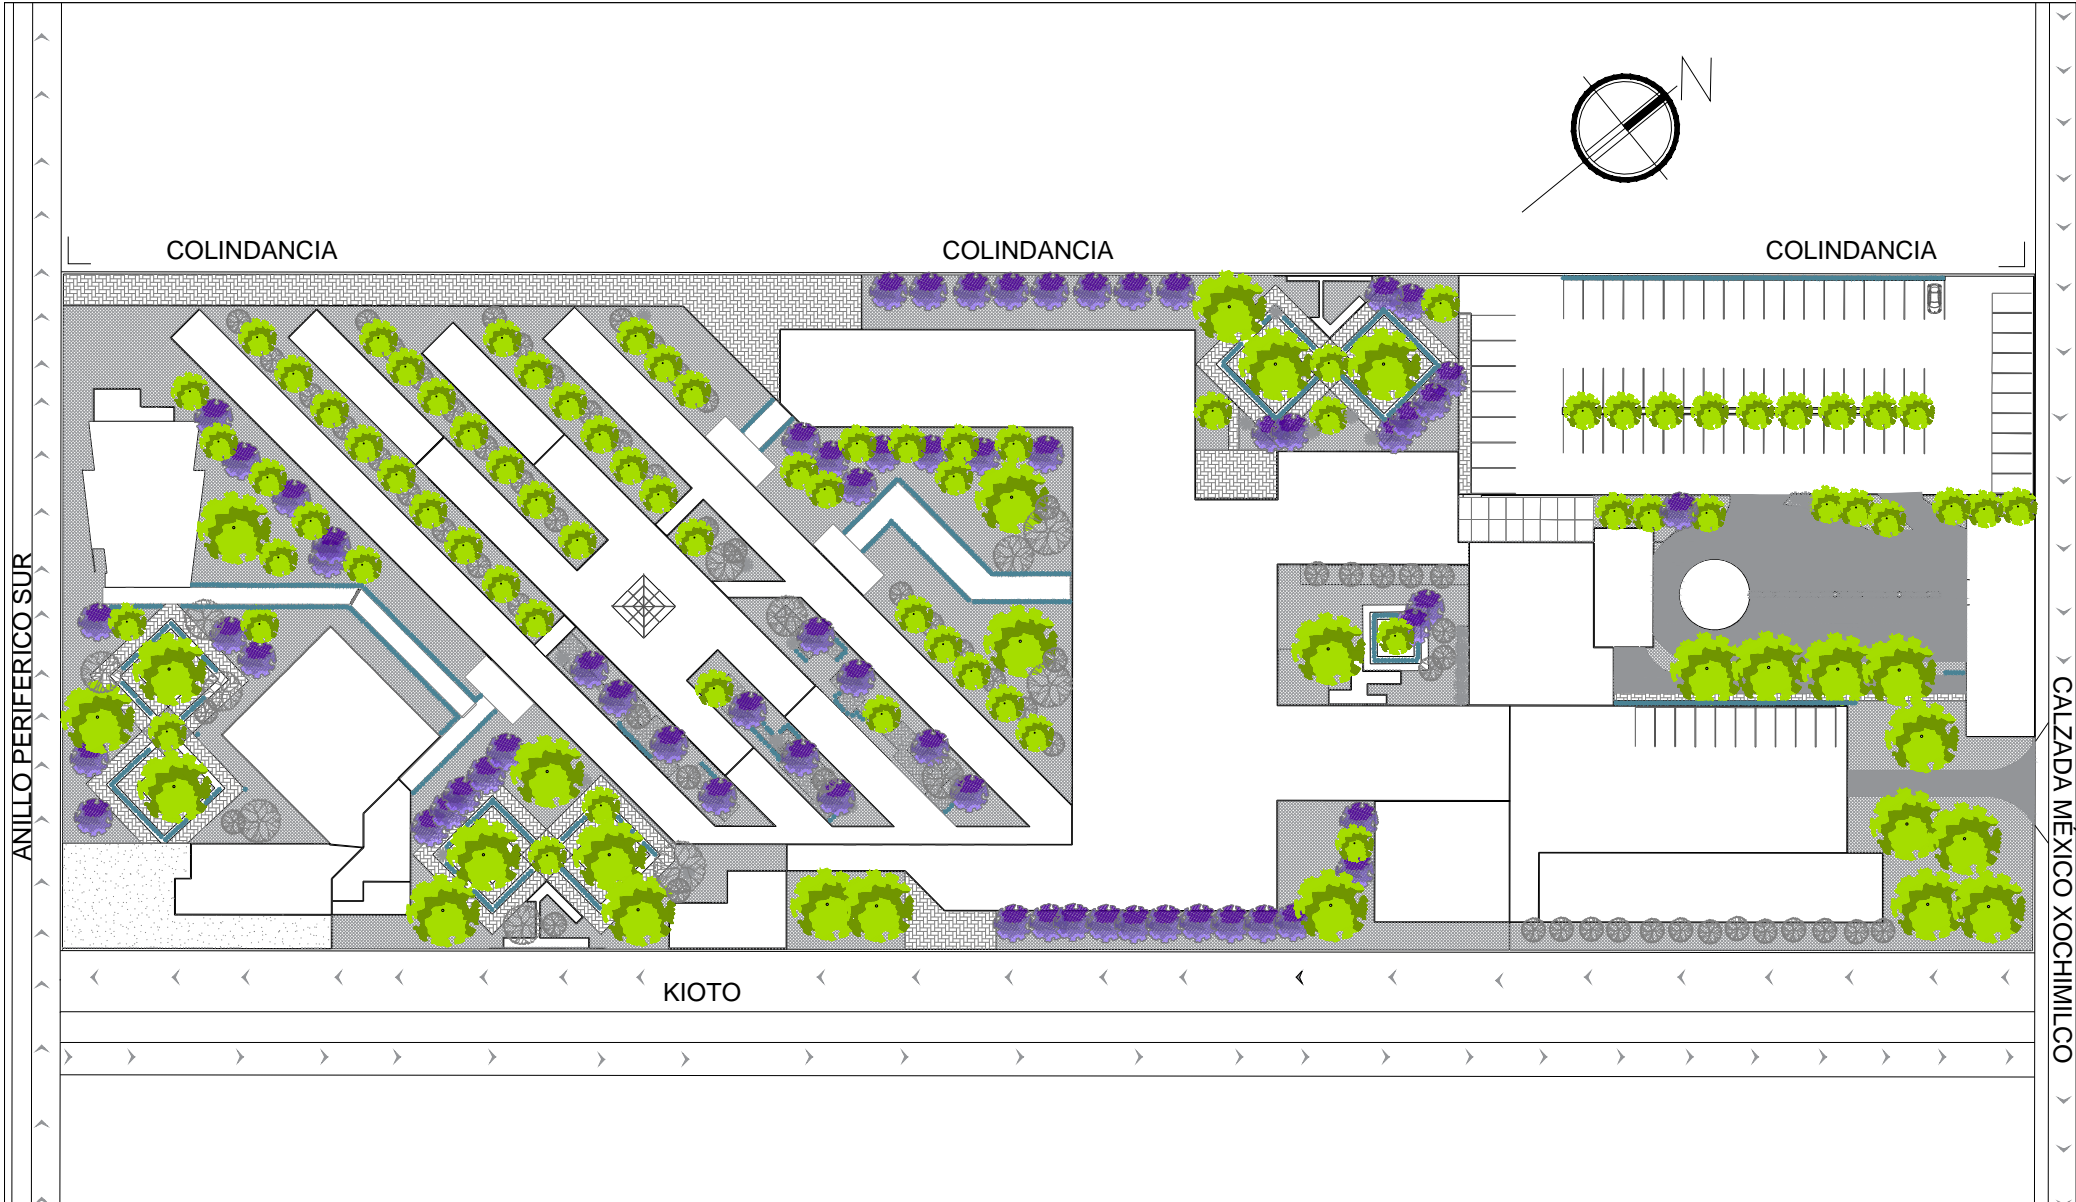 N
COLINDANCIA
COLINDANCIA
COLINDANCIA
ANILLO PERIFERICO SUR
CALZADA MÉXICO XOCHIMILCO
KIOTO